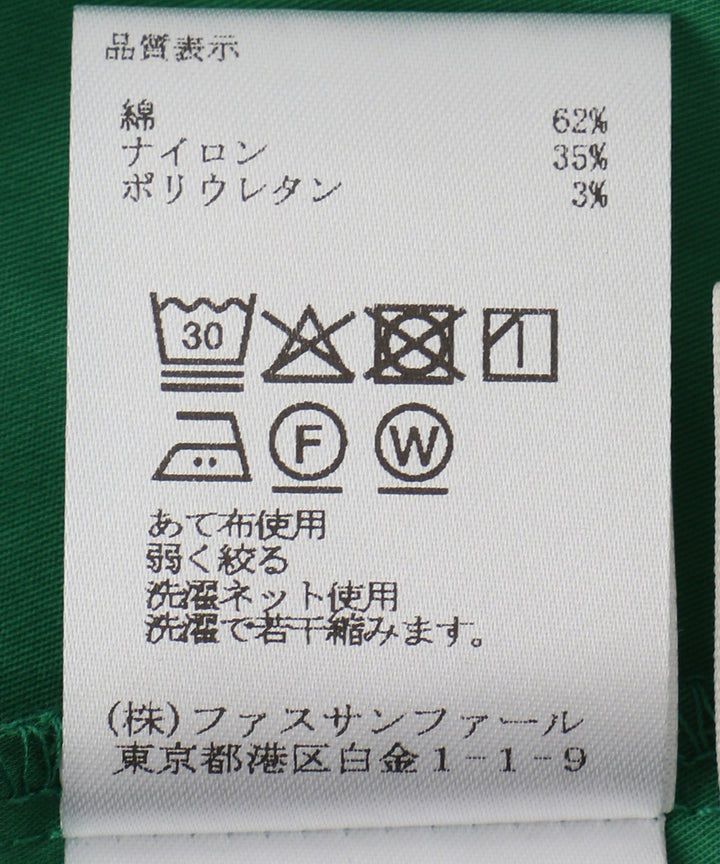 品質表示
綿 62%
ナイロン 35%
ポリウレタン 3%
30
F W
あて布使用
弱く絞る
洗濯ネット使用
洗濯で若干縮みます。
(株)ファスサンファール
東京都港区白金1-1-9